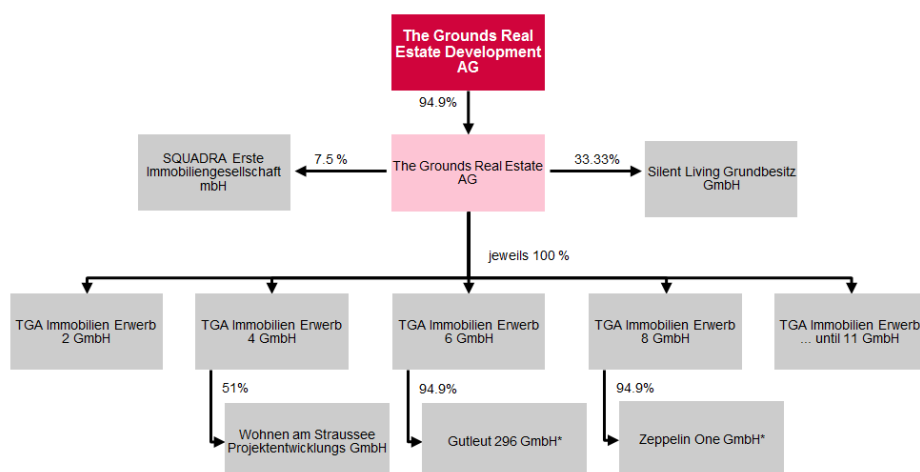 The Grounds Real
Estate Development
AG
94.9%
SQUADRA Erste
Immobiliengesellschaft
mbH
7.5 %
The Grounds Real Estate
AG
33.33%
Silent Living Grundbesitz
GmbH
jeweils 100 %
TGA Immobilien Erwerb
2 GmbH
TGA Immobilien Erwerb
4 GmbH
TGA Immobilien Erwerb
6 GmbH
TGA Immobilien Erwerb
8 GmbH
TGA Immobilien Erwerb
... until 11 GmbH
51%
Wohnen am Straussee
Projektentwicklungs GmbH
94.9%
Gutleut 296 GmbH*
94.9%
Zeppelin One GmbH*